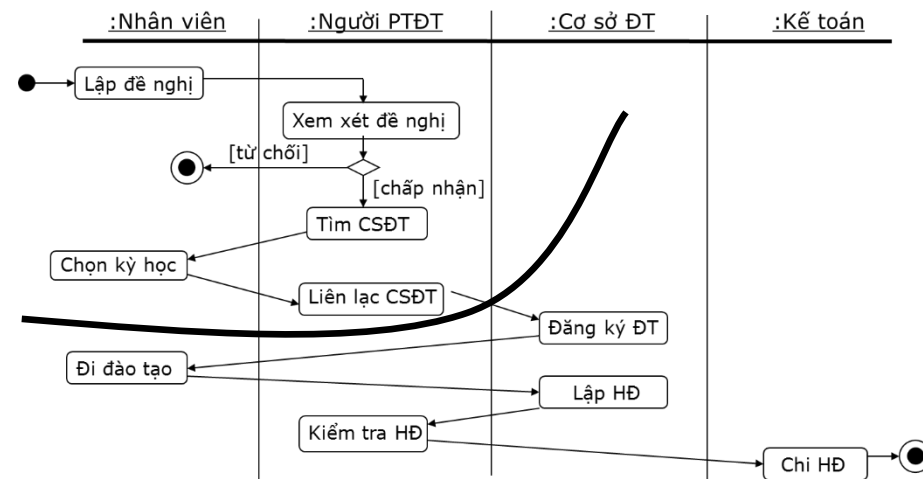 :Nhân viên
:Người PTĐT
:Cơ sở ĐT
:Kế toán
Lập đề nghị
Xem xét đề nghị
[từ chối]
[chấp nhận]
Tìm CSĐT
Chọn kỳ học
Liên lạc CSĐT
Đăng ký ĐT
Đi đào tạo
Lập HĐ
Kiểm tra HĐ
Chi HĐ